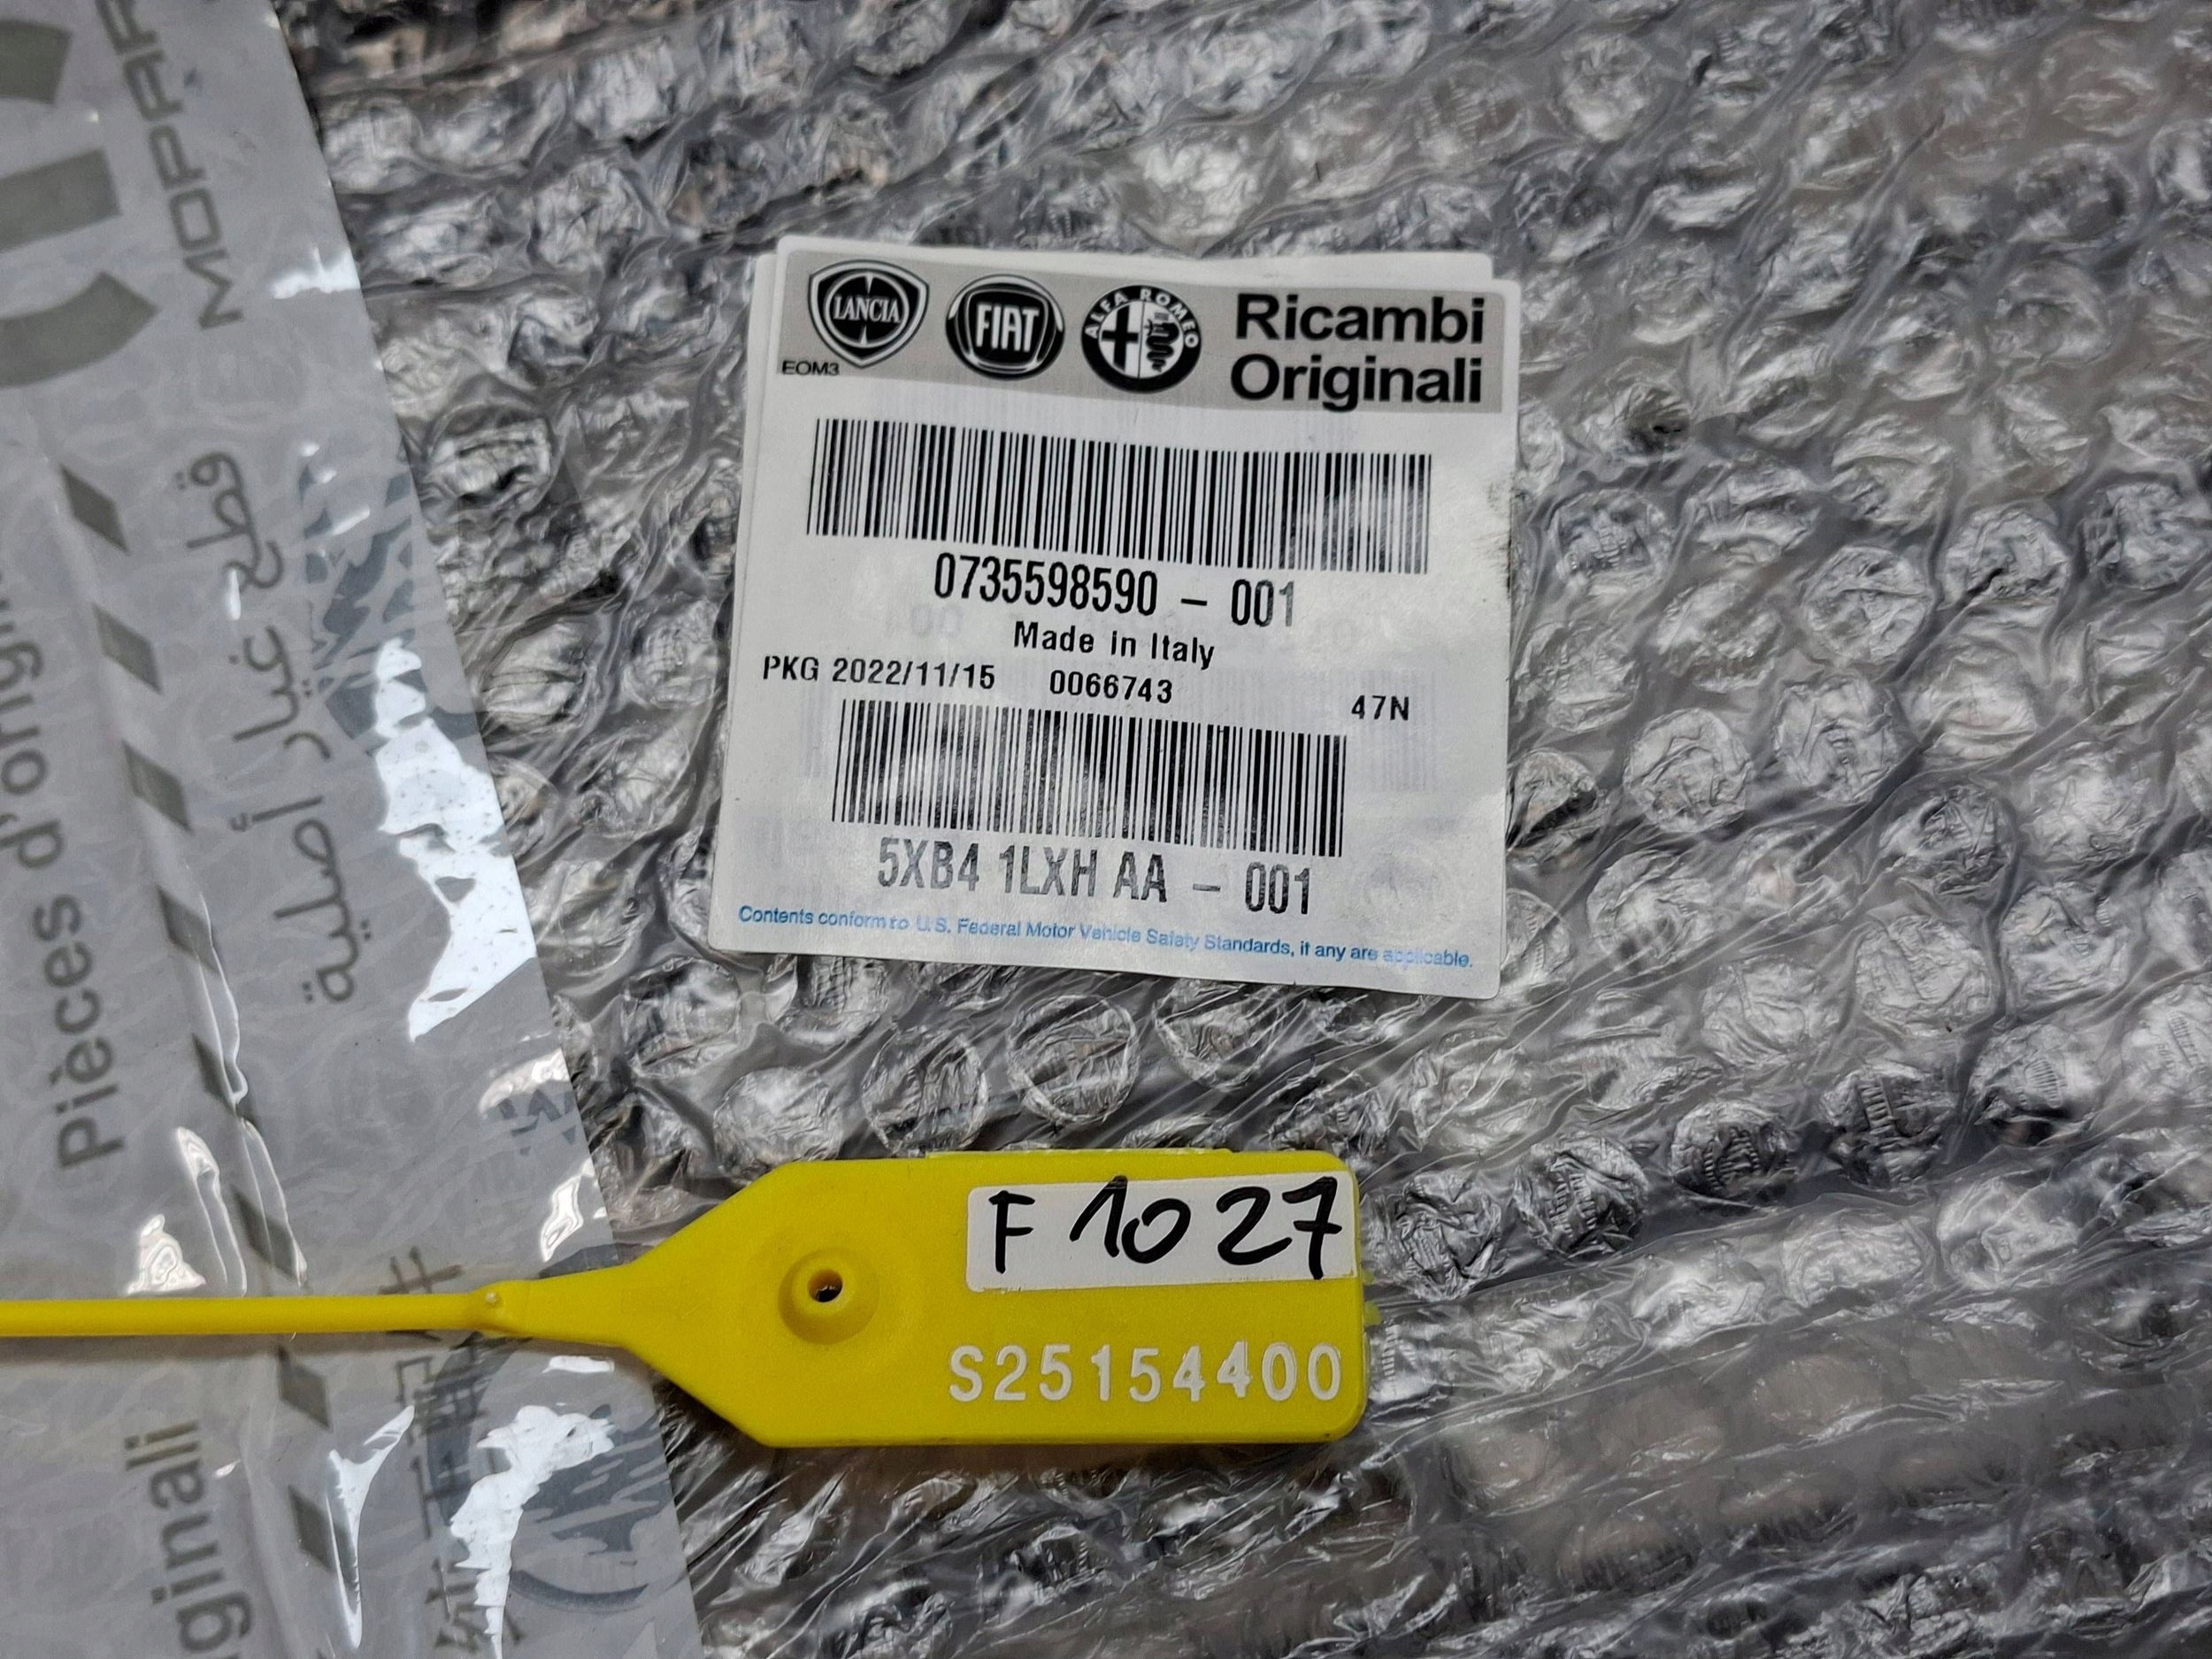 MOPAR
Pièces d'origi
قطع غيار أصلية
iginali
LANCIA
FIAT
ALFA ROMEO
Ricambi
Originali
EOM3
0735598590 – 001
Made in Italy
PKG 2022/11/15 0066743 47N
5XB4 1LXH AA – 001
Contents conform to U.S. Federal Motor Vehicle Safety Standards, if any are applicable.
F 1027
S25154400